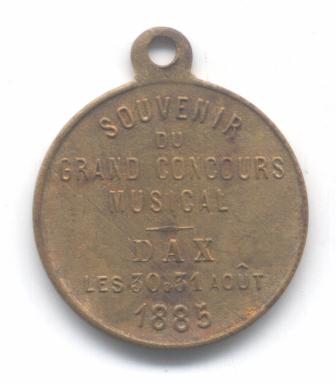 SOUVENIR
DU
GRAND CONCOURS
MUSICAL
DAX
LES 30 & 31 AOÛT
1885